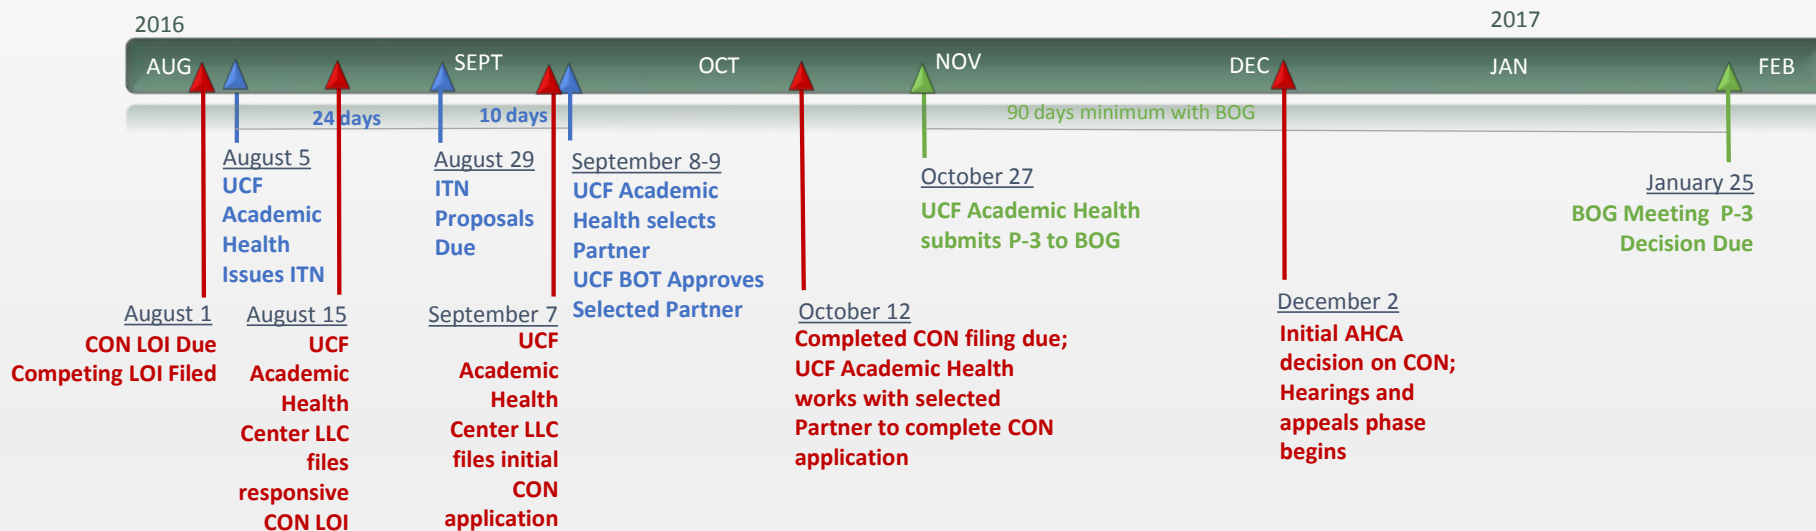 2016
2017
AUG
SEPT
OCT
NOV
DEC
JAN
FEB
24 days
10 days
90 days minimum with BOG
August 5
UCF
Academic
Health
Issues ITN
August 29
ITN
Proposals
Due
September 8-9
UCF Academic
Health selects
Partner
UCF BOT Approves
Selected Partner
October 27
UCF Academic Health
submits P-3 to BOG
January 25
BOG Meeting P-3
Decision Due
August 1
CON LOI Due
Competing LOI Filed
August 15
UCF
Academic
Health
Center LLC
files
responsive
CON LOI
September 7
UCF
Academic
Health
Center LLC
files initial
CON
application
October 12
Completed CON filing due;
UCF Academic Health
works with selected
Partner to complete CON
application
December 2
Initial AHCA
decision on CON;
Hearings and
appeals phase
begins